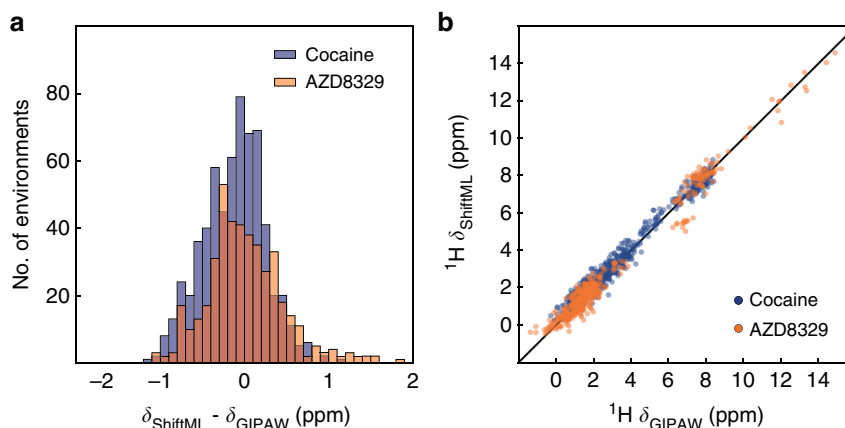 a
No. of environments
80
60
40
20
−2 −1 0 1 2
δShiftML - δGIPAW (ppm)
Cocaine
AZD8329
b
¹H δShiftML (ppm)
14
12
10
8
6
4
2
0
0 2 4 6 8 10 12 14
¹H δGIPAW (ppm)
Cocaine
AZD8329